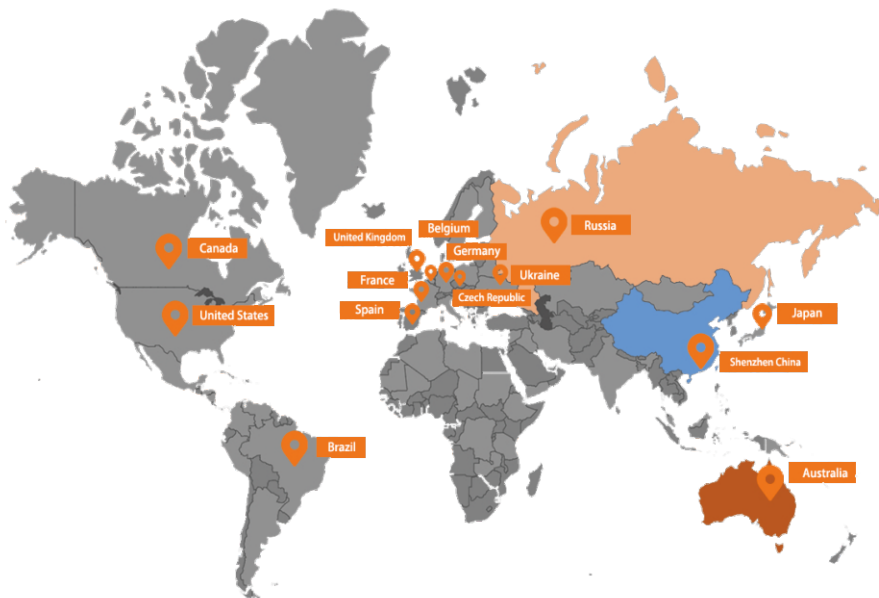 Belgium
Russia
United Kingdom
Canada
Germany
Ukraine
France
Czech Republic
Spain
United States
Japan
Shenzhen China
Brazil
Australia